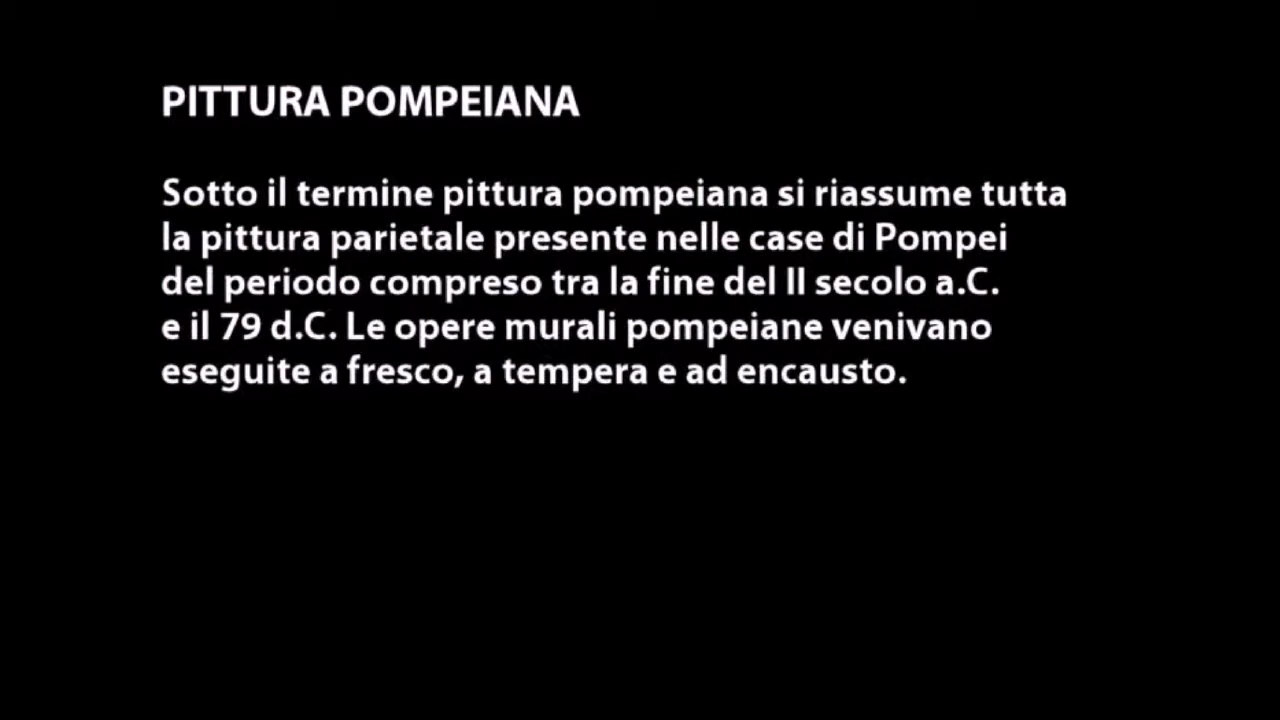 PITTURA POMPEIANA
Sotto il termine pittura pompeiana si riassume tutta
la pittura parietale presente nelle case di Pompei
del periodo compreso tra la fine del II secolo a.C.
e il 79 d.C. Le opere murali pompeiane venivano
eseguite a fresco, a tempera e ad encausto.